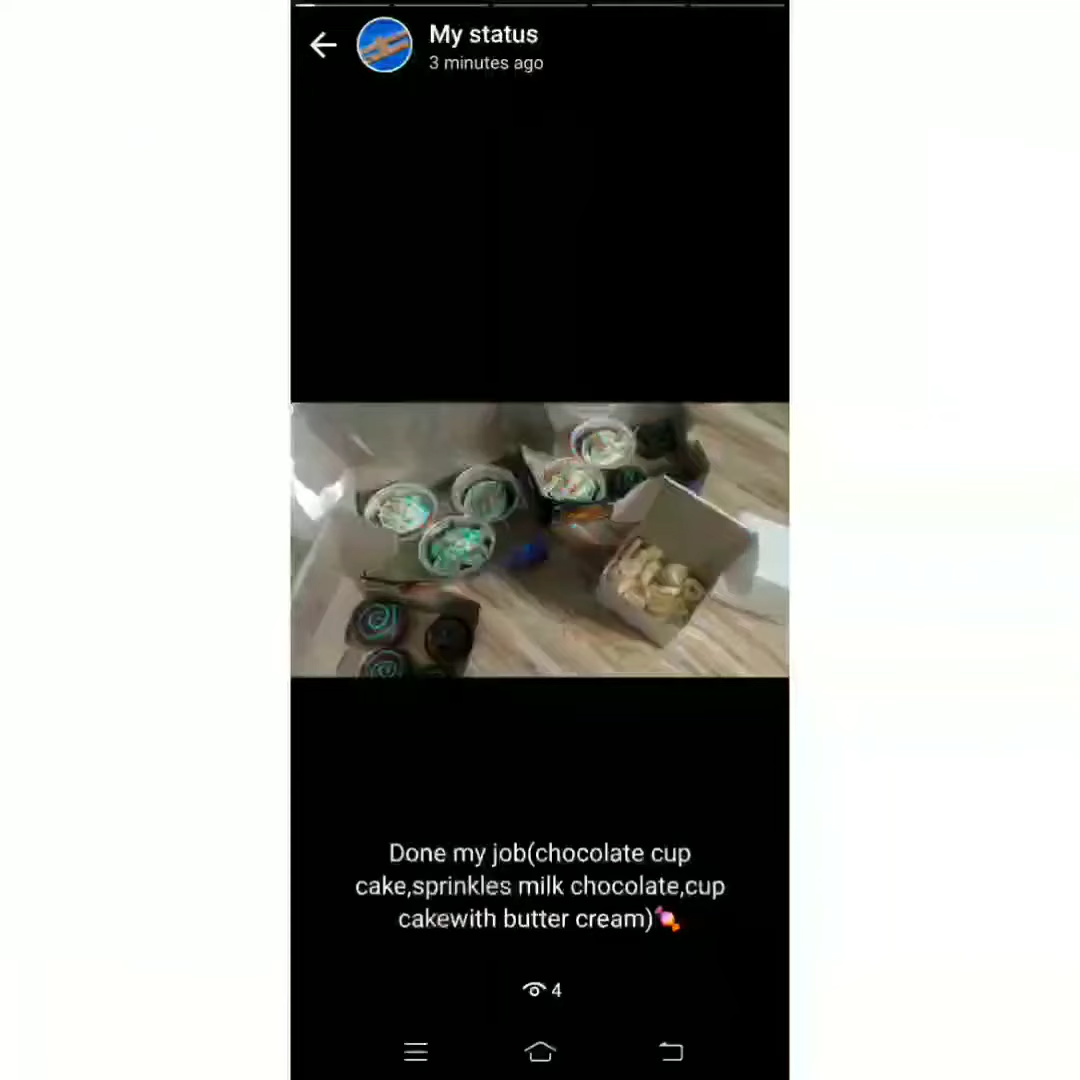 My status
3 minutes ago
Done my job(chocolate cup
cake,sprinkles milk chocolate,cup
cakewith butter cream)🍬
4